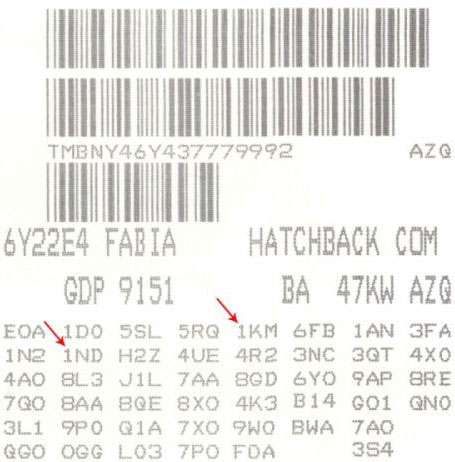 TMBNY46Y437779992 AZQ
6Y22E4 FABIA HATCHBACK COM
GDP 9151 BA 47KW AZQ
E0A 1D0 5SL 5RQ 1KM 6FB 1AN 3FA
1N2 1ND H2Z 4UE 4R2 3NC 3QT 4X0
4A0 8L3 J1L 7AA 8GD 6Y0 9AP 8RE
7Q0 8AA 8QE 8X0 4K3 B14 G01 QN0
3L1 9P0 Q1A 7X0 9W0 BWA 7A0
QG0 0GG L03 7P0 FDA 3S4